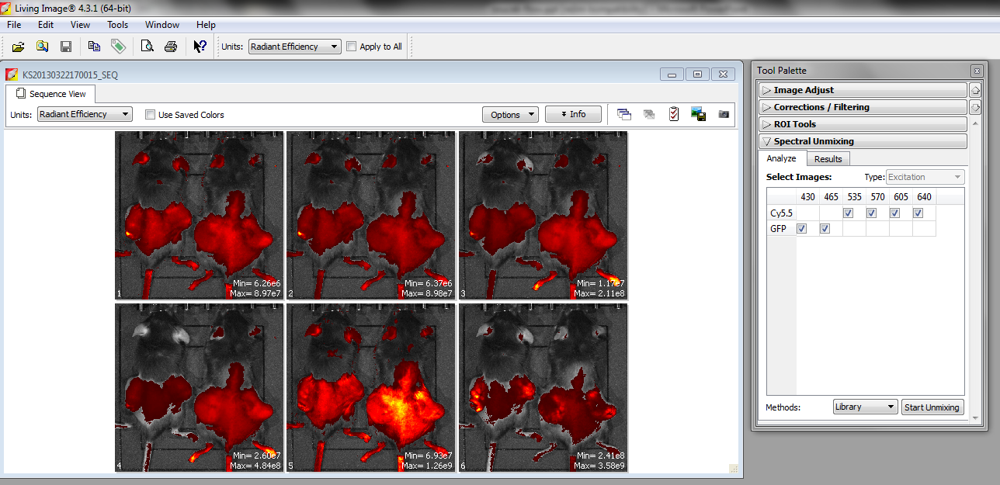 Living Image® 4.3.1 (64-bit)
File Edit View Tools Window Help
Units: Radiant Efficiency Apply to All
KS20130322170015_SEQ
Sequence View
Units: Radiant Efficiency Use Saved Colors Options Info
Min= 6.26e6
Max= 8.97e7
1
Min= 6.37e6
Max= 8.98e7
2
Min= 1.17e7
Max= 2.11e8
3
Min= 2.60e7
Max= 4.84e8
4
Min= 6.93e7
Max= 1.26e9
5
Min= 2.41e8
Max= 3.58e9
6
Tool Palette
Image Adjust
Corrections / Filtering
ROI Tools
Spectral Unmixing
Analyze Results
Select Images: Type: Excitation
430 465 535 570 605 640
Cy5.5
GFP
Methods: Library Start Unmixing